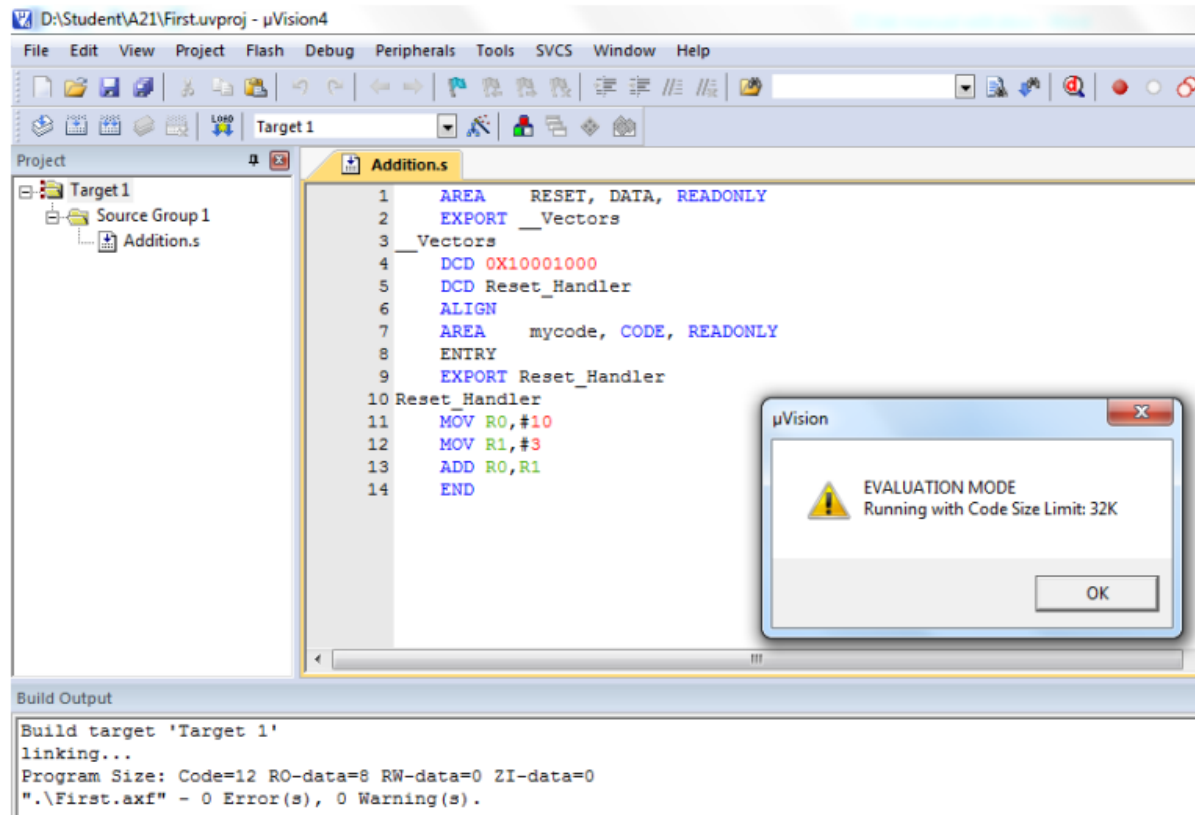 D:\Student\A21\First.uvproj - µVision4
File Edit View Project Flash Debug Peripherals Tools SVCS Window Help
LOAD Target 1
Project
Addition.s
Target 1
Source Group 1
Addition.s
1 AREA RESET, DATA, READONLY
2 EXPORT __Vectors
3 __Vectors
4 DCD 0X10001000
5 DCD Reset_Handler
6 ALIGN
7 AREA mycode, CODE, READONLY
8 ENTRY
9 EXPORT Reset_Handler
10 Reset_Handler
11 MOV R0,#10
12 MOV R1,#3
13 ADD R0,R1
14 END
µVision
EVALUATION MODE
Running with Code Size Limit: 32K
OK
Build Output
Build target 'Target 1'
linking...
Program Size: Code=12 RO-data=8 RW-data=0 ZI-data=0
".\First.axf" - 0 Error(s), 0 Warning(s).